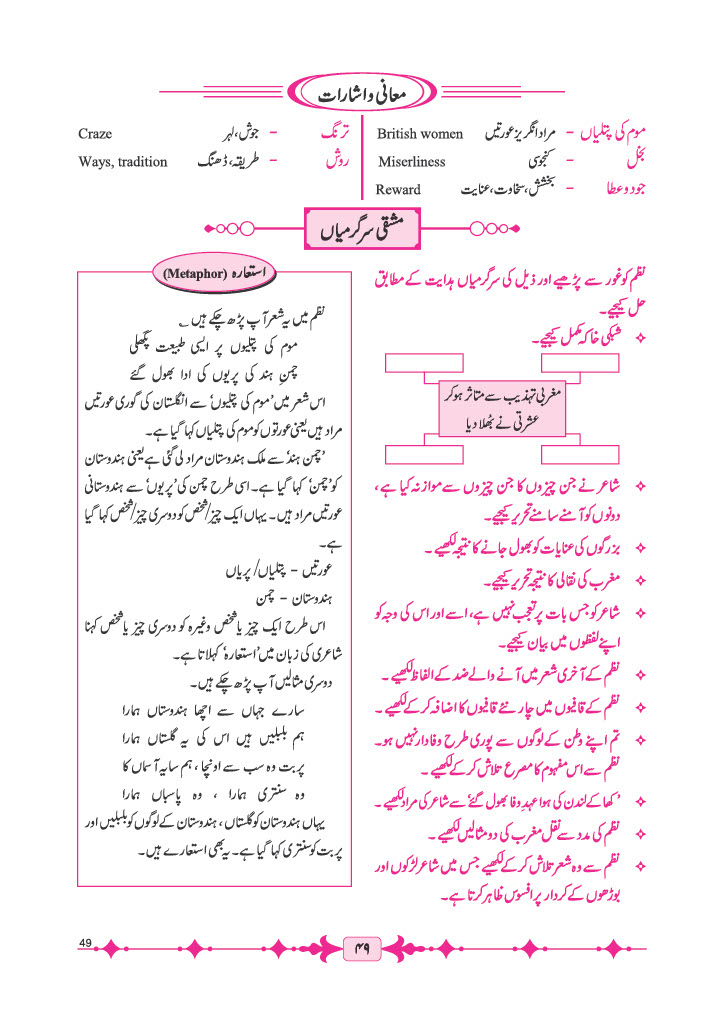 معانی و اشارات
موم کی پتلیاں - مراد انگریز عورتیں British women
بخل - کنجوسی Miserliness
جود و عطا - بخشش، سخاوت، عنایت Reward
ترنگ - جوش، لہر Craze
روش - طریقہ، ڈھنگ Ways, tradition
مشقی سرگرمیاں
نظم کو غور سے پڑھیے اور ذیل کی سرگرمیاں ہدایت کے مطابق
حل کیجیے۔
شبکی خاکہ مکمل کیجیے۔
مغربی تہذیب سے متاثر ہوکر
عشرتی نے بھلا دیا
شاعر نے جن چیزوں کا جن چیزوں سے موازنہ کیا ہے،
دونوں کو آمنے سامنے تحریر کیجیے۔
بزرگوں کی عنایات کو بھول جانے کا نتیجہ لکھیے۔
مغرب کی نقالی کا نتیجہ تحریر کیجیے۔
شاعر کو جس بات پر تعجب نہیں ہے، اسے اور اس کی وجہ کو
اپنے لفظوں میں بیان کیجیے۔
نظم کے آخری شعر میں آنے والے ضد کے الفاظ لکھیے۔
نظم کے قافیوں میں چار نئے قافیوں کا اضافہ کرکے لکھیے۔
تم اپنے وطن کے لوگوں سے پوری طرح وفادار نہیں ہو۔
نظم سے اس مفہوم کا مصرع تلاش کرکے لکھیے۔
'کھا کے لندن کی ہوا عہدِ وفا بھول گئے' سے شاعر کی مراد لکھیے۔
نظم کی مدد سے نقل مغرب کی دو مثالیں لکھیے۔
نظم سے وہ شعر تلاش کرکے لکھیے جس میں شاعر لڑکوں اور
بوڑھوں کے کردار پر افسوس ظاہر کرتا ہے۔
استعارہ (Metaphor)
نظم میں یہ شعر آپ پڑھ چکے ہیں ؎
موم کی پتلیوں پر ایسی طبیعت پگھلی
چمنِ ہند کی پریوں کی ادا بھول گئے
اس شعر میں 'موم کی پتلیوں' سے انگلستان کی گوری عورتیں
مراد ہیں یعنی عورتوں کو موم کی پتلیاں کہا گیا ہے۔
'چمن ہند' سے ملک ہندوستان مراد لی گئی ہے یعنی ہندوستان
کو 'چمن' کہا گیا ہے۔ اسی طرح چمن کی 'پریوں' سے ہندوستانی
عورتیں مراد ہیں۔ یہاں ایک چیز/شخص کو دوسری چیز/شخص کہا گیا
ہے۔
عورتیں - پتلیاں/ پریاں
ہندوستان - چمن
اس طرح ایک چیز یا شخص وغیرہ کو دوسری چیز یا شخص کہنا
شاعری کی زبان میں 'استعارہ' کہلاتا ہے۔
دوسری مثالیں آپ پڑھ چکے ہیں۔
سارے جہاں سے اچھا ہندوستاں ہمارا
ہم بلبلیں ہیں اس کی یہ گلستاں ہمارا
پربت وہ سب سے اونچا، ہم سایہ آسماں کا
وہ سنتری ہمارا ، وہ پاسباں ہمارا
یہاں ہندوستان کو گلستاں، ہندوستان کے لوگوں کو بلبلیں اور
پربت کو سنتری کہا گیا ہے۔ یہ بھی استعارے ہیں۔
49
۴۹